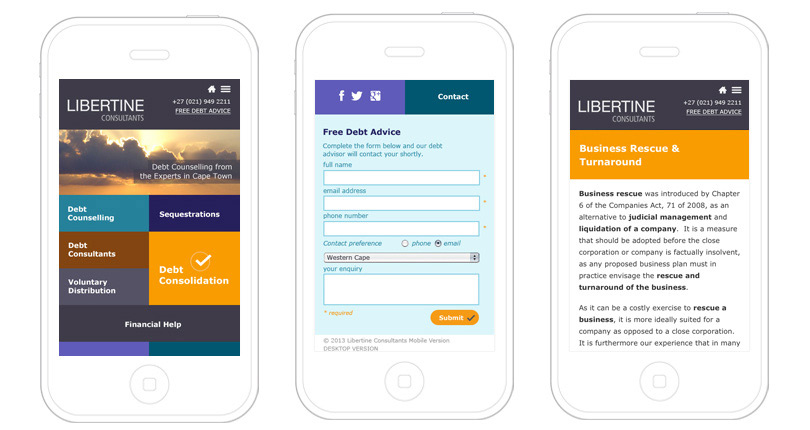 LIBERTINE
CONSULTANTS
+27 (021) 949 2211
FREE DEBT ADVICE
Debt Counselling from
the Experts in Cape Town
Debt
Counselling
Sequestrations
Debt
Consultants
Debt
Consolidation
Voluntary
Distribution
Financial Help
f
Contact
Free Debt Advice
Complete the form below and our debt
advisor will contact your shortly.
full name
*
email address
*
phone number
*
Contact preference phone email
Western Cape
your enquiry
* required
Submit
© 2013 Libertine Consultants Mobile Version
DESKTOP VERSION
LIBERTINE
CONSULTANTS
+27 (021) 949 2211
FREE DEBT ADVICE
Business Rescue &
Turnaround
Business rescue was introduced by Chapter
6 of the Companies Act, 71 of 2008, as an
alternative to judicial management and
liquidation of a company. It is a measure
that should be adopted before the close
corporation or company is factually insolvent,
as any proposed business plan must in
practice envisage the rescue and
turnaround of the business.
As it can be a costly exercise to rescue a
business, it is more ideally suited for a
company as opposed to a close corporation.
It is furthermore our experience that in many